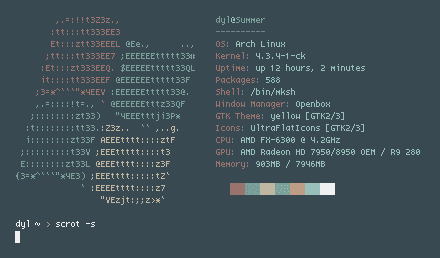 dyl@Summer
----------
OS: Arch Linux
Kernel: 4.3.4-1-ck
Uptime: up 12 hours, 2 minutes
Packages: 588
Shell: /bin/mksh
Window Manager: Openbox
GTK Theme: yellow [GTK2/3]
Icons: UltraFlatIcons [GTK2/3]
CPU: AMD FX-6300 @ 4.2GHz
GPU: AMD Radeon HD 7950/8950 OEM / R9 280
Memory: 903MB / 7946MB
dyl ~ > scrot -s